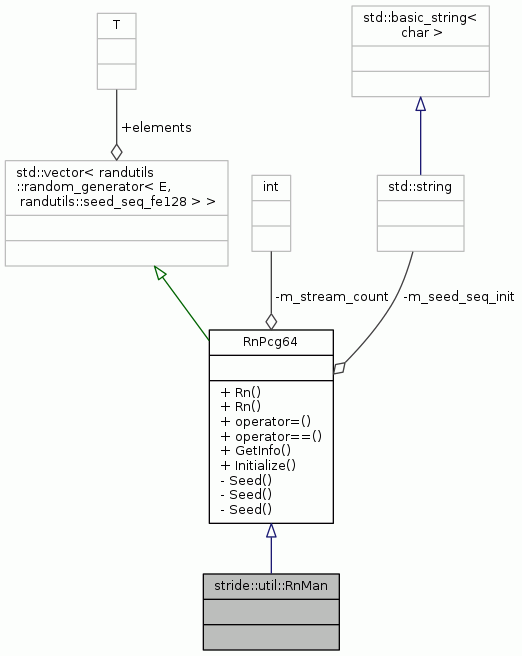 T
std::basic_string<
char >
+elements
std::vector< randutils
::random_generator< E,
randutils::seed_seq_fe128 > >
int
std::string
-m_stream_count
-m_seed_seq_init
RnPcg64
+ Rn()
+ Rn()
+ operator=()
+ operator==()
+ GetInfo()
+ Initialize()
- Seed()
- Seed()
- Seed()
stride::util::RnMan